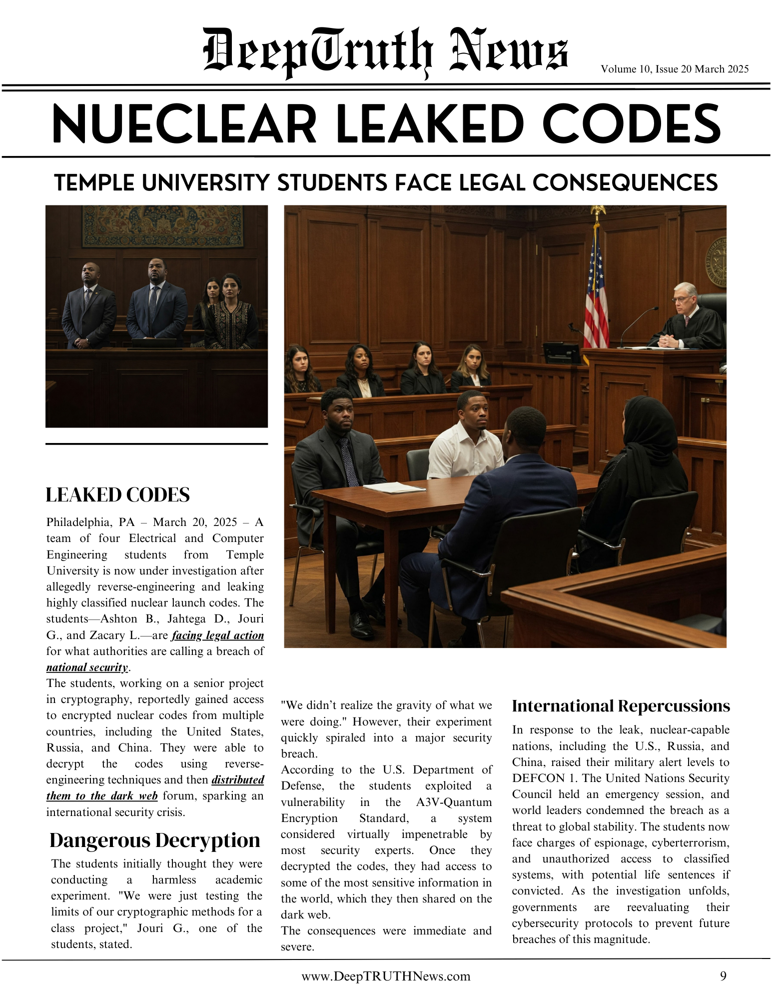 DeepTruth News
Volume 10, Issue 20 March 2025
NUECLEAR LEAKED CODES
TEMPLE UNIVERSITY STUDENTS FACE LEGAL CONSEQUENCES
LEAKED CODES
Philadelphia, PA – March 20, 2025 – A
team of four Electrical and Computer
Engineering students from Temple
University is now under investigation after
allegedly reverse-engineering and leaking
highly classified nuclear launch codes. The
students—Ashton B., Jahtega D., Jouri
G., and Zacary L.—are facing legal action
for what authorities are calling a breach of
national security.
The students, working on a senior project
in cryptography, reportedly gained access
to encrypted nuclear codes from multiple
countries, including the United States,
Russia, and China. They were able to
decrypt the codes using reverse-
engineering techniques and then distributed
them to the dark web forum, sparking an
international security crisis.
Dangerous Decryption
The students initially thought they were
conducting a harmless academic
experiment. "We were just testing the
limits of our cryptographic methods for a
class project," Jouri G., one of the
students, stated.
"We didn’t realize the gravity of what we
were doing." However, their experiment
quickly spiraled into a major security
breach.
According to the U.S. Department of
Defense, the students exploited a
vulnerability in the A3V-Quantum
Encryption Standard, a system
considered virtually impenetrable by
most security experts. Once they
decrypted the codes, they had access to
some of the most sensitive information in
the world, which they then shared on the
dark web.
The consequences were immediate and
severe.
International Repercussions
In response to the leak, nuclear-capable
nations, including the U.S., Russia, and
China, raised their military alert levels to
DEFCON 1. The United Nations Security
Council held an emergency session, and
world leaders condemned the breach as a
threat to global stability. The students now
face charges of espionage, cyberterrorism,
and unauthorized access to classified
systems, with potential life sentences if
convicted. As the investigation unfolds,
governments are reevaluating their
cybersecurity protocols to prevent future
breaches of this magnitude.
www.DeepTRUTHNews.com
9